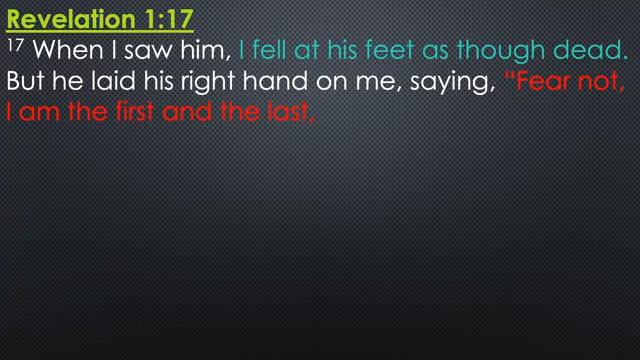 Revelation 1:17
17 When I saw him, I fell at his feet as though dead.
But he laid his right hand on me, saying, “Fear not,
I am the first and the last,